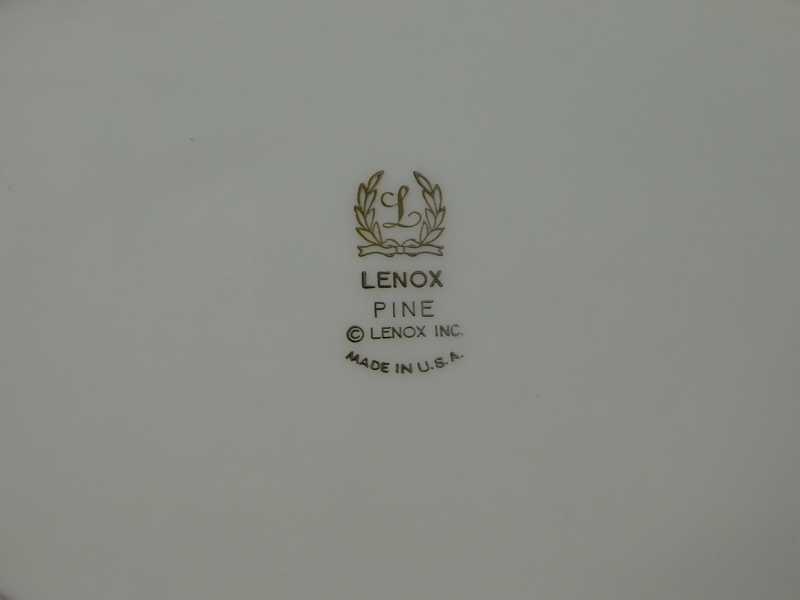 L
LENOX
PINE
© LENOX INC.
MADE IN U.S.A.